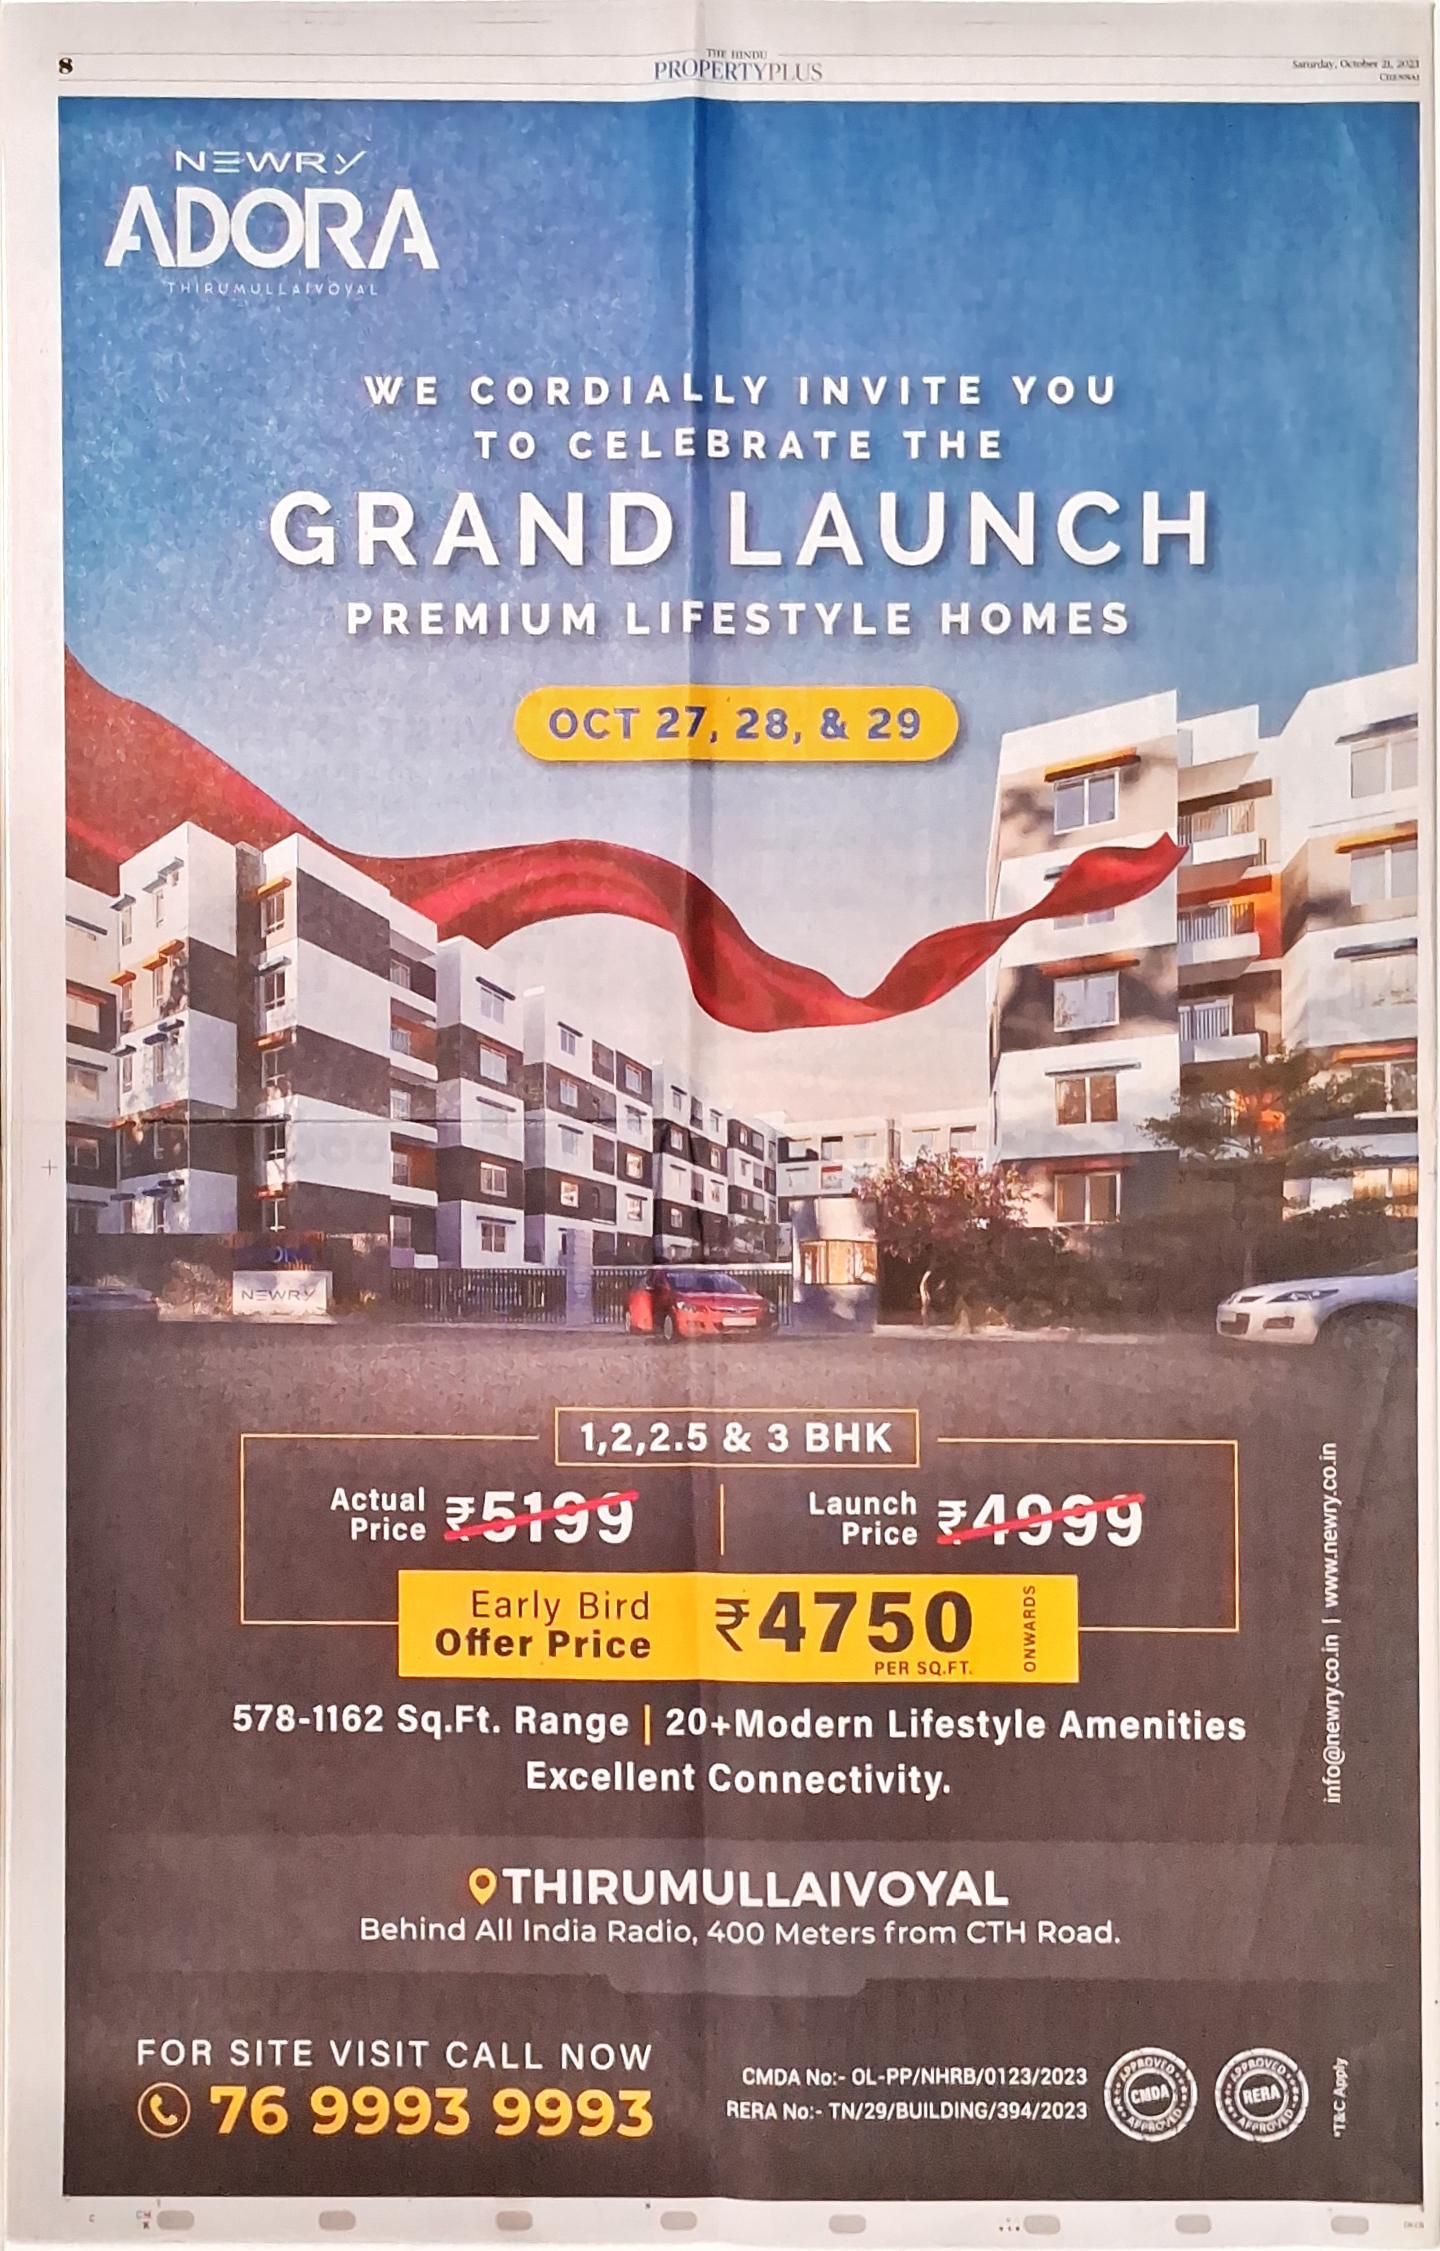 8
THE HINDU
PROPERTYPLUS
Saturday, October 21, 2023
CHENNAI
NEWRY
ADORA
THIRUMULLAIVOYAL
WE CORDIALLY INVITE YOU
TO CELEBRATE THE
GRAND LAUNCH
PREMIUM LIFESTYLE HOMES
OCT 27, 28, & 29
NEWRY
1,2,2.5 & 3 BHK
Actual Price ₹5199
Launch Price ₹4999
Early Bird
Offer Price
₹4750
PER SQ.FT.
ONWARDS
578-1162 Sq.Ft. Range | 20+Modern Lifestyle Amenities
Excellent Connectivity.
info@newry.co.in | www.newry.co.in
THIRUMULLAIVOYAL
Behind All India Radio, 400 Meters from CTH Road.
FOR SITE VISIT CALL NOW
76 9993 9993
CMDA No:- OL-PP/NHRB/0123/2023
RERA No:- TN/29/BUILDING/394/2023
APPROVED
CMDA
APPROVED
APPROVED
RERA
APPROVED
*T&C Apply